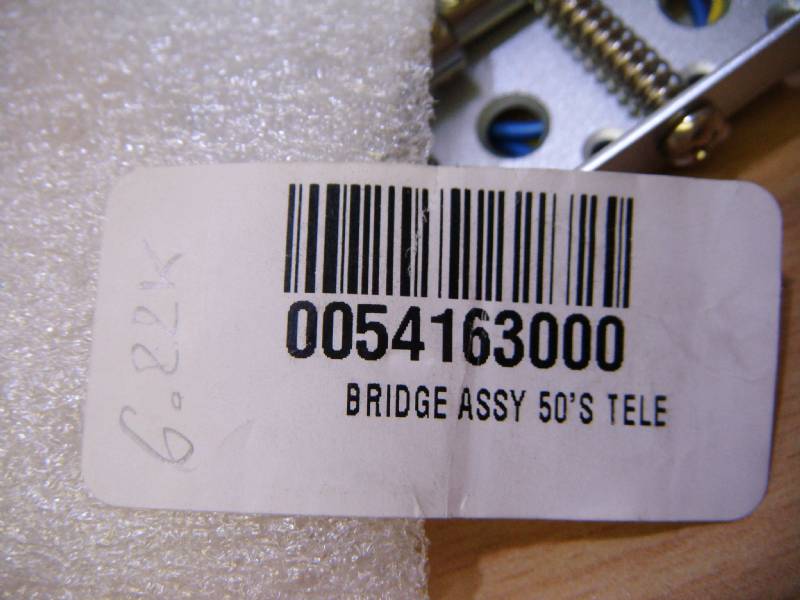 0054163000
BRIDGE ASSY 50'S TELE
6.22K